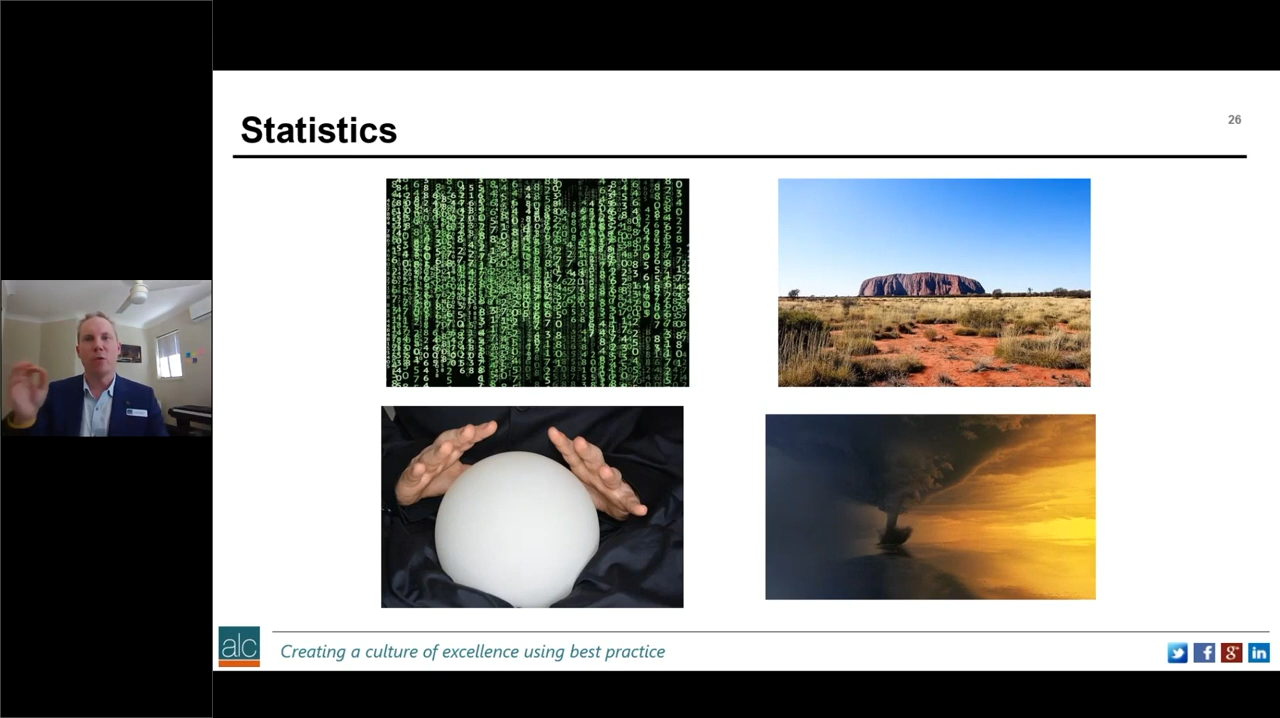 Statistics
26
alc
Creating a culture of excellence using best practice